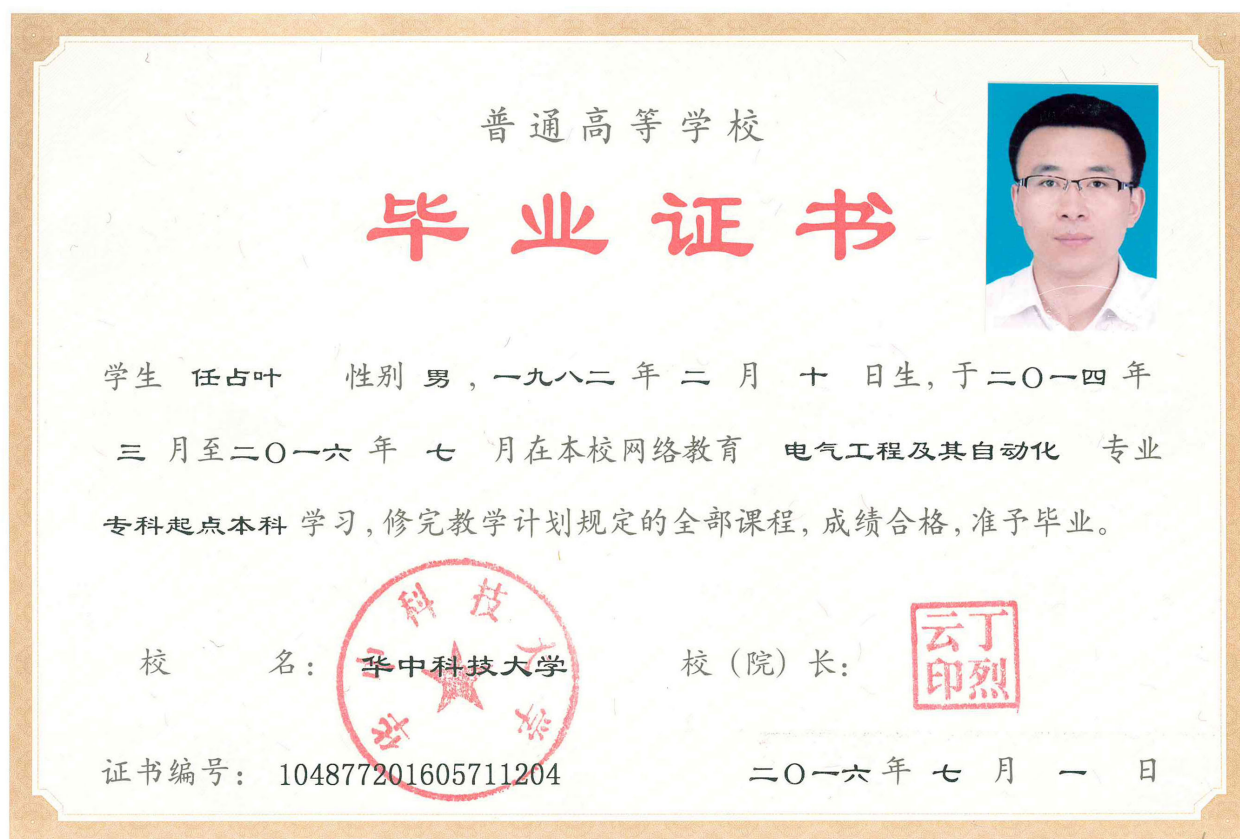 普通高等学校
毕业证书
学生 任占叶 性别 男，一九八二 年 二 月 十 日生，于二〇一四 年
三 月至二〇一六 年 七 月在本校网络教育 电气工程及其自动化 专业
专科起点本科 学习，修完教学计划规定的全部课程，成绩合格，准予毕业。
华中科技大学
校 名： 华中科技大学 校（院）长： 丁烈云印
证书编号： 104877201605711204 二〇一六 年 七 月 一 日